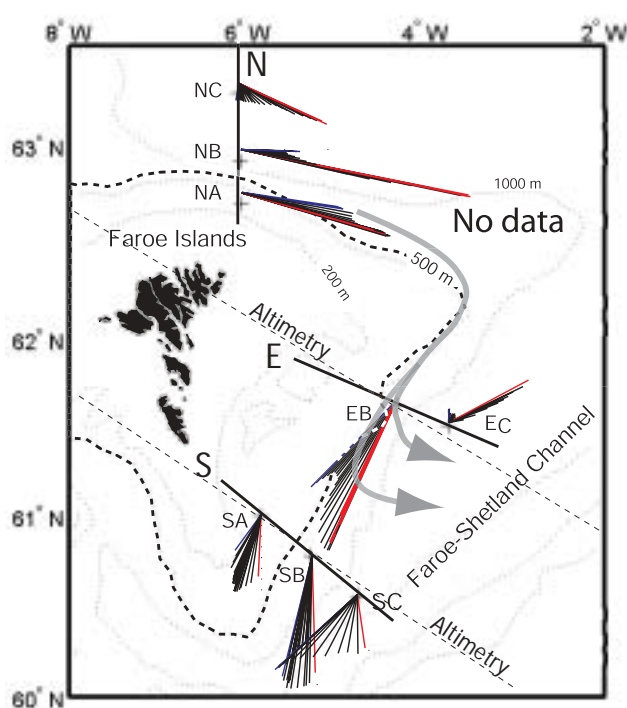 8° W
6° W
4° W
2° W
N
NC
63° N
NB
NA
1000 m
No data
Faroe Islands
500 m
200 m
62° N
Altimetry
E
EB
EC
Faroe-Shetland Channel
S
61° N
SA
SB
SC
Altimetry
60° N